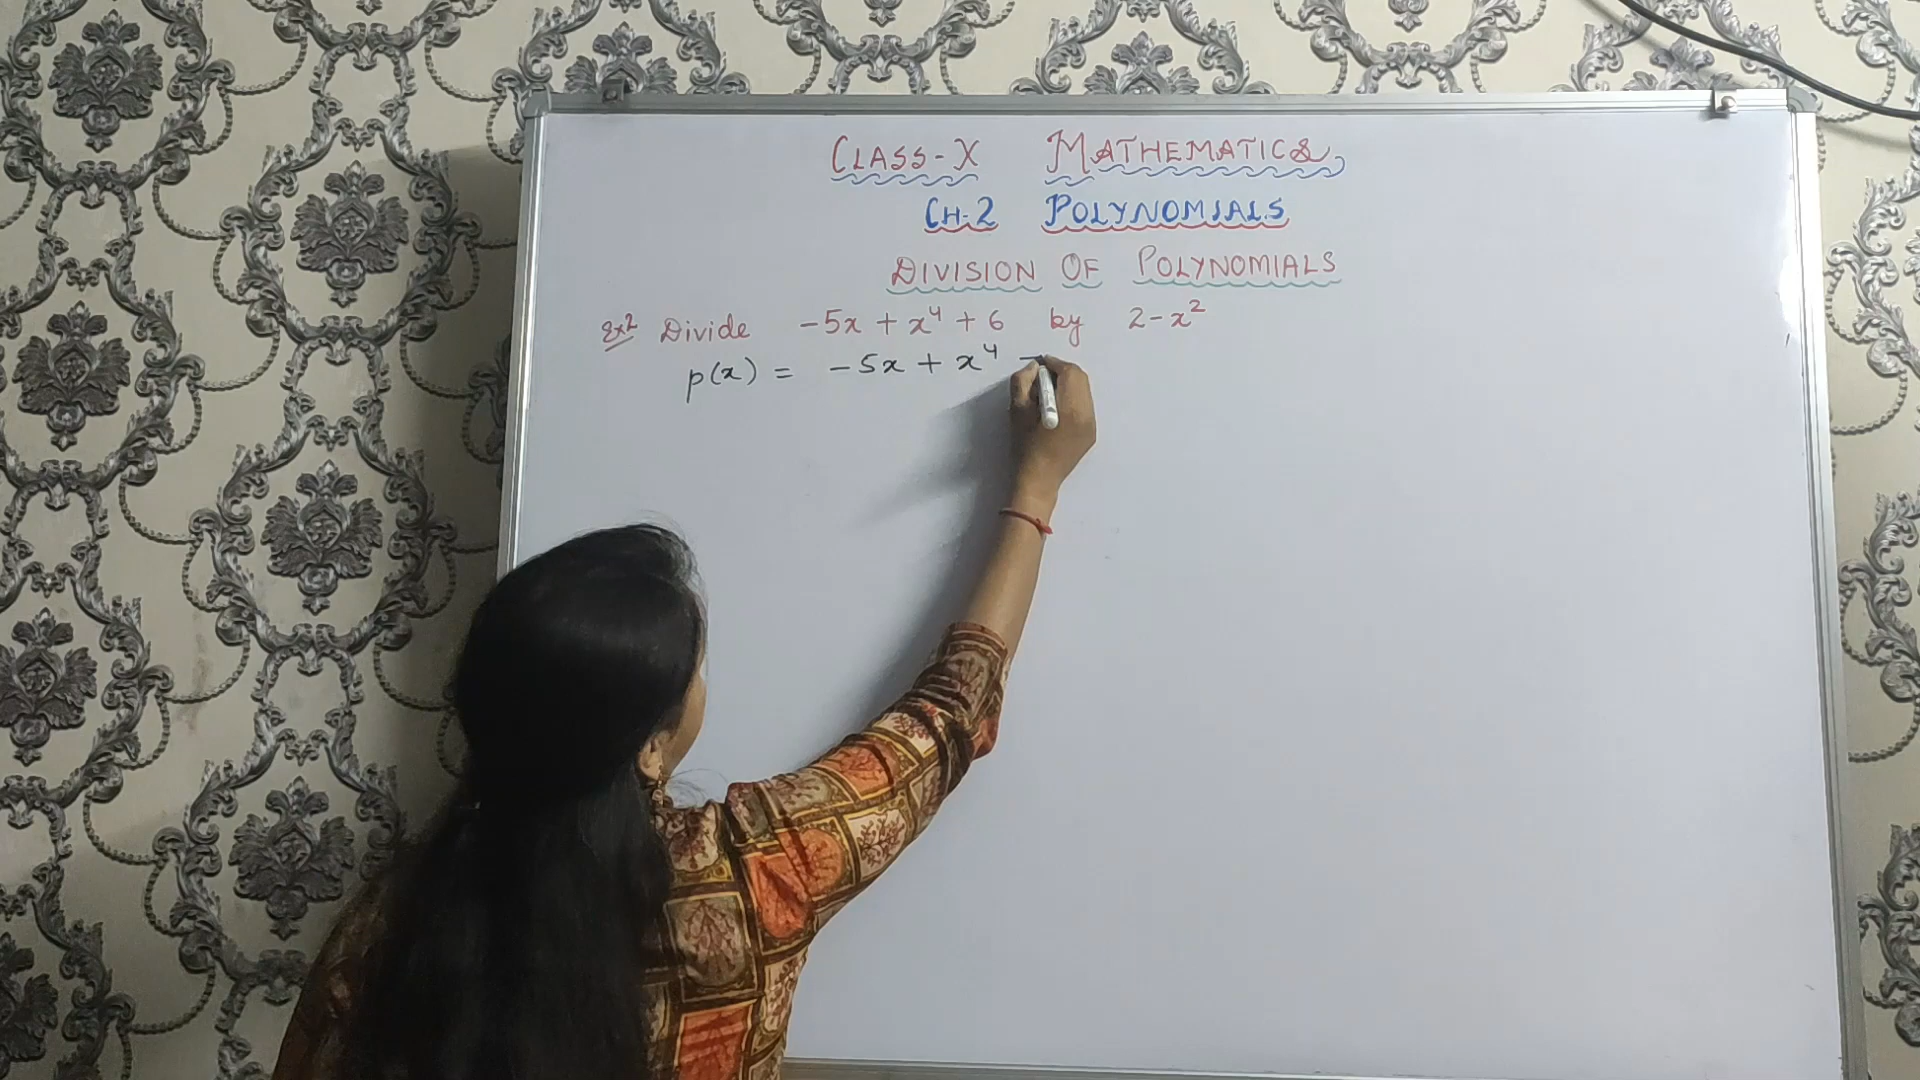 CLASS-X MATHEMATICS
CH-2 POLYNOMIALS
DIVISION OF POLYNOMIALS
Ex2 Divide -5x + x⁴ + 6 by 2-x²
p(x) = -5x + x⁴